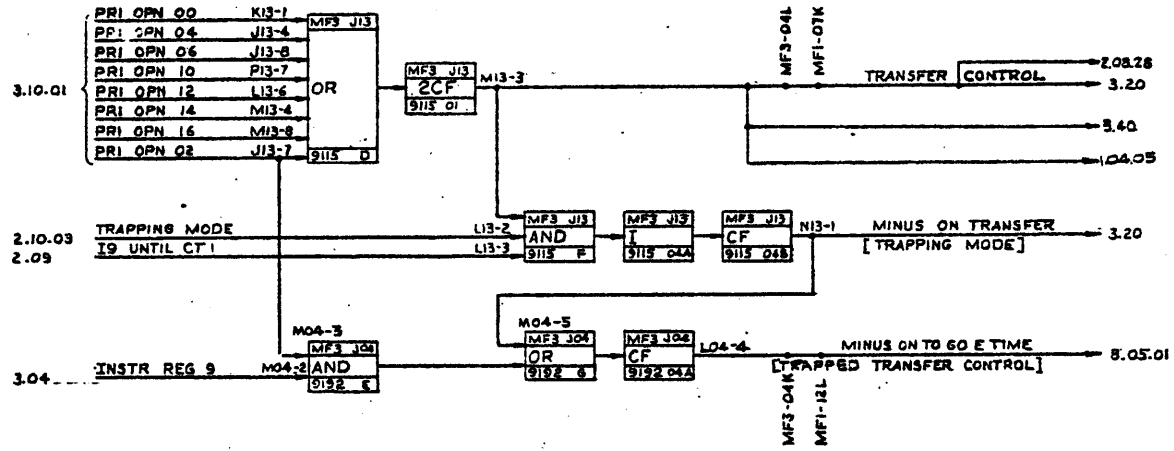 PRI OPN 00 K13-1
PRI OPN 04 J13-4
PRI OPN 06 J13-8
PRI OPN 10 P13-7
PRI OPN 12 L13-6
PRI OPN 14 M13-4
PRI OPN 16 M13-8
PRI OPN 02 J13-7
3.10.01
MF3 J13
OR
9115 D
MF3 J13
2CF
9115 01
M13-3
MF3-04L
MF1-07K
TRANSFER CONTROL
2.08.28
3.20
3.40
1.04.05
2.10.03
TRAPPING MODE L13-2
2.09
I9 UNTIL CT 1 L13-3
MF3 J13
AND
9115 F
MF3 J13
I
9115 04A
MF3 J13
CF
9115 04B
N13-1
MINUS ON TRANSFER
[TRAPPING MODE]
3.20
M04-3
3.04
INSTR REG 9 M04-2
MF3 J04
AND
9192 E
M04-5
MF3 J04
OR
9192 G
MF3 J04
CF
9192 04A
L04-4
MINUS ON TO GO E TIME
[TRAPPED TRANSFER CONTROL]
8.05.01
MF3-04K
MF1-12L